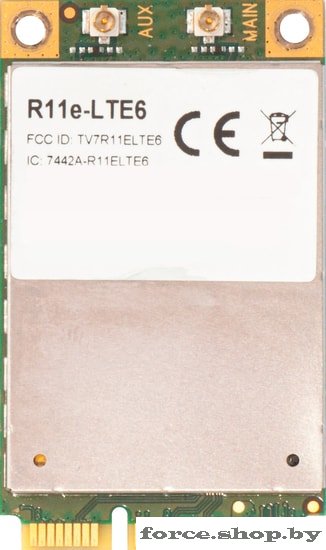 AUX
MAIN
R11e-LTE6
FCC ID: TV7R11ELTE6
IC: 7442A-R11ELTE6
CE
force.shop.by